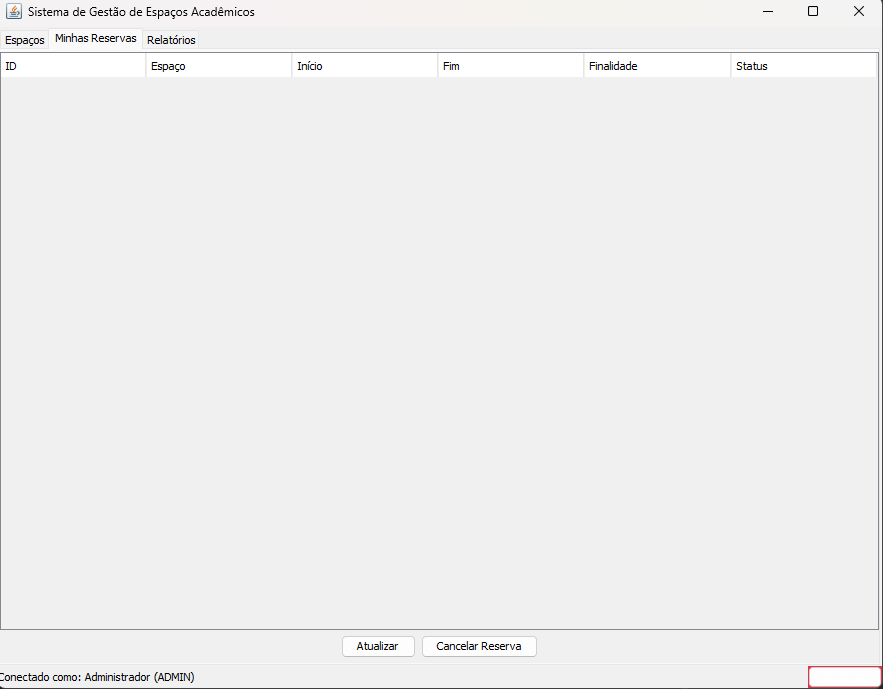 Sistema de Gestão de Espaços Acadêmicos
Espaços Minhas Reservas Relatórios
ID Espaço Início Fim Finalidade Status
Atualizar Cancelar Reserva
Conectado como: Administrador (ADMIN)